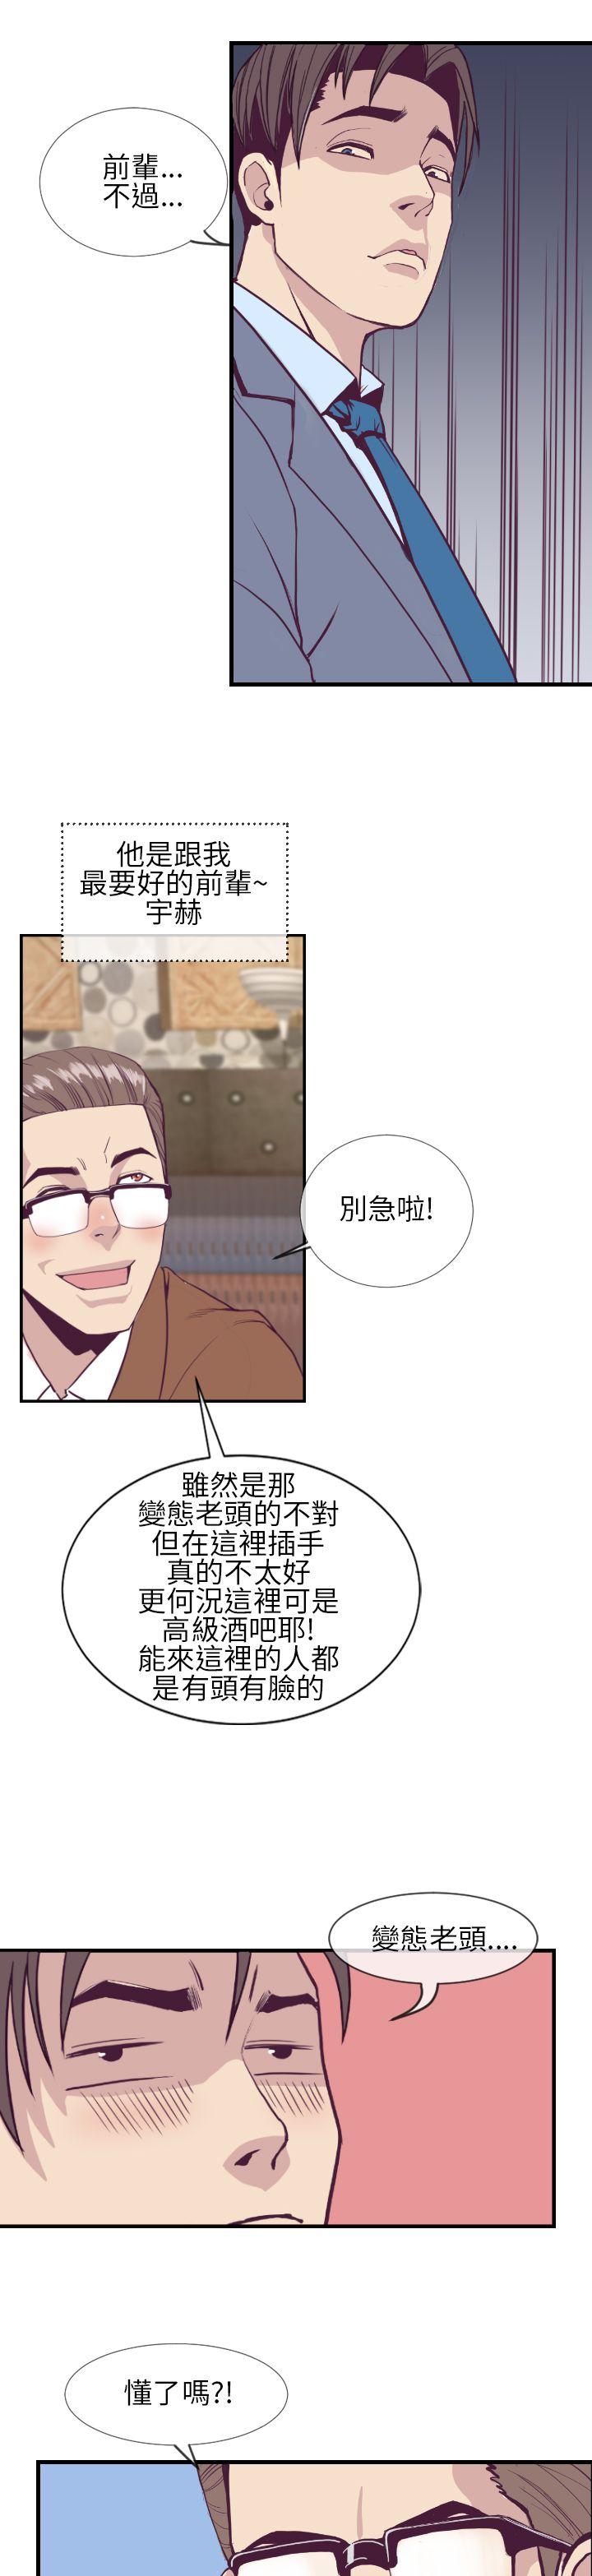 前輩...
不過...
他是跟我
最要好的前輩~
宇赫
別急啦!
雖然是那
變態老頭的不對
但在這裡插手
真的不太好
更何況這裡可是
高級酒吧耶!
能來這裡的人都
是有頭有臉的
變態老頭....
懂了嗎?!